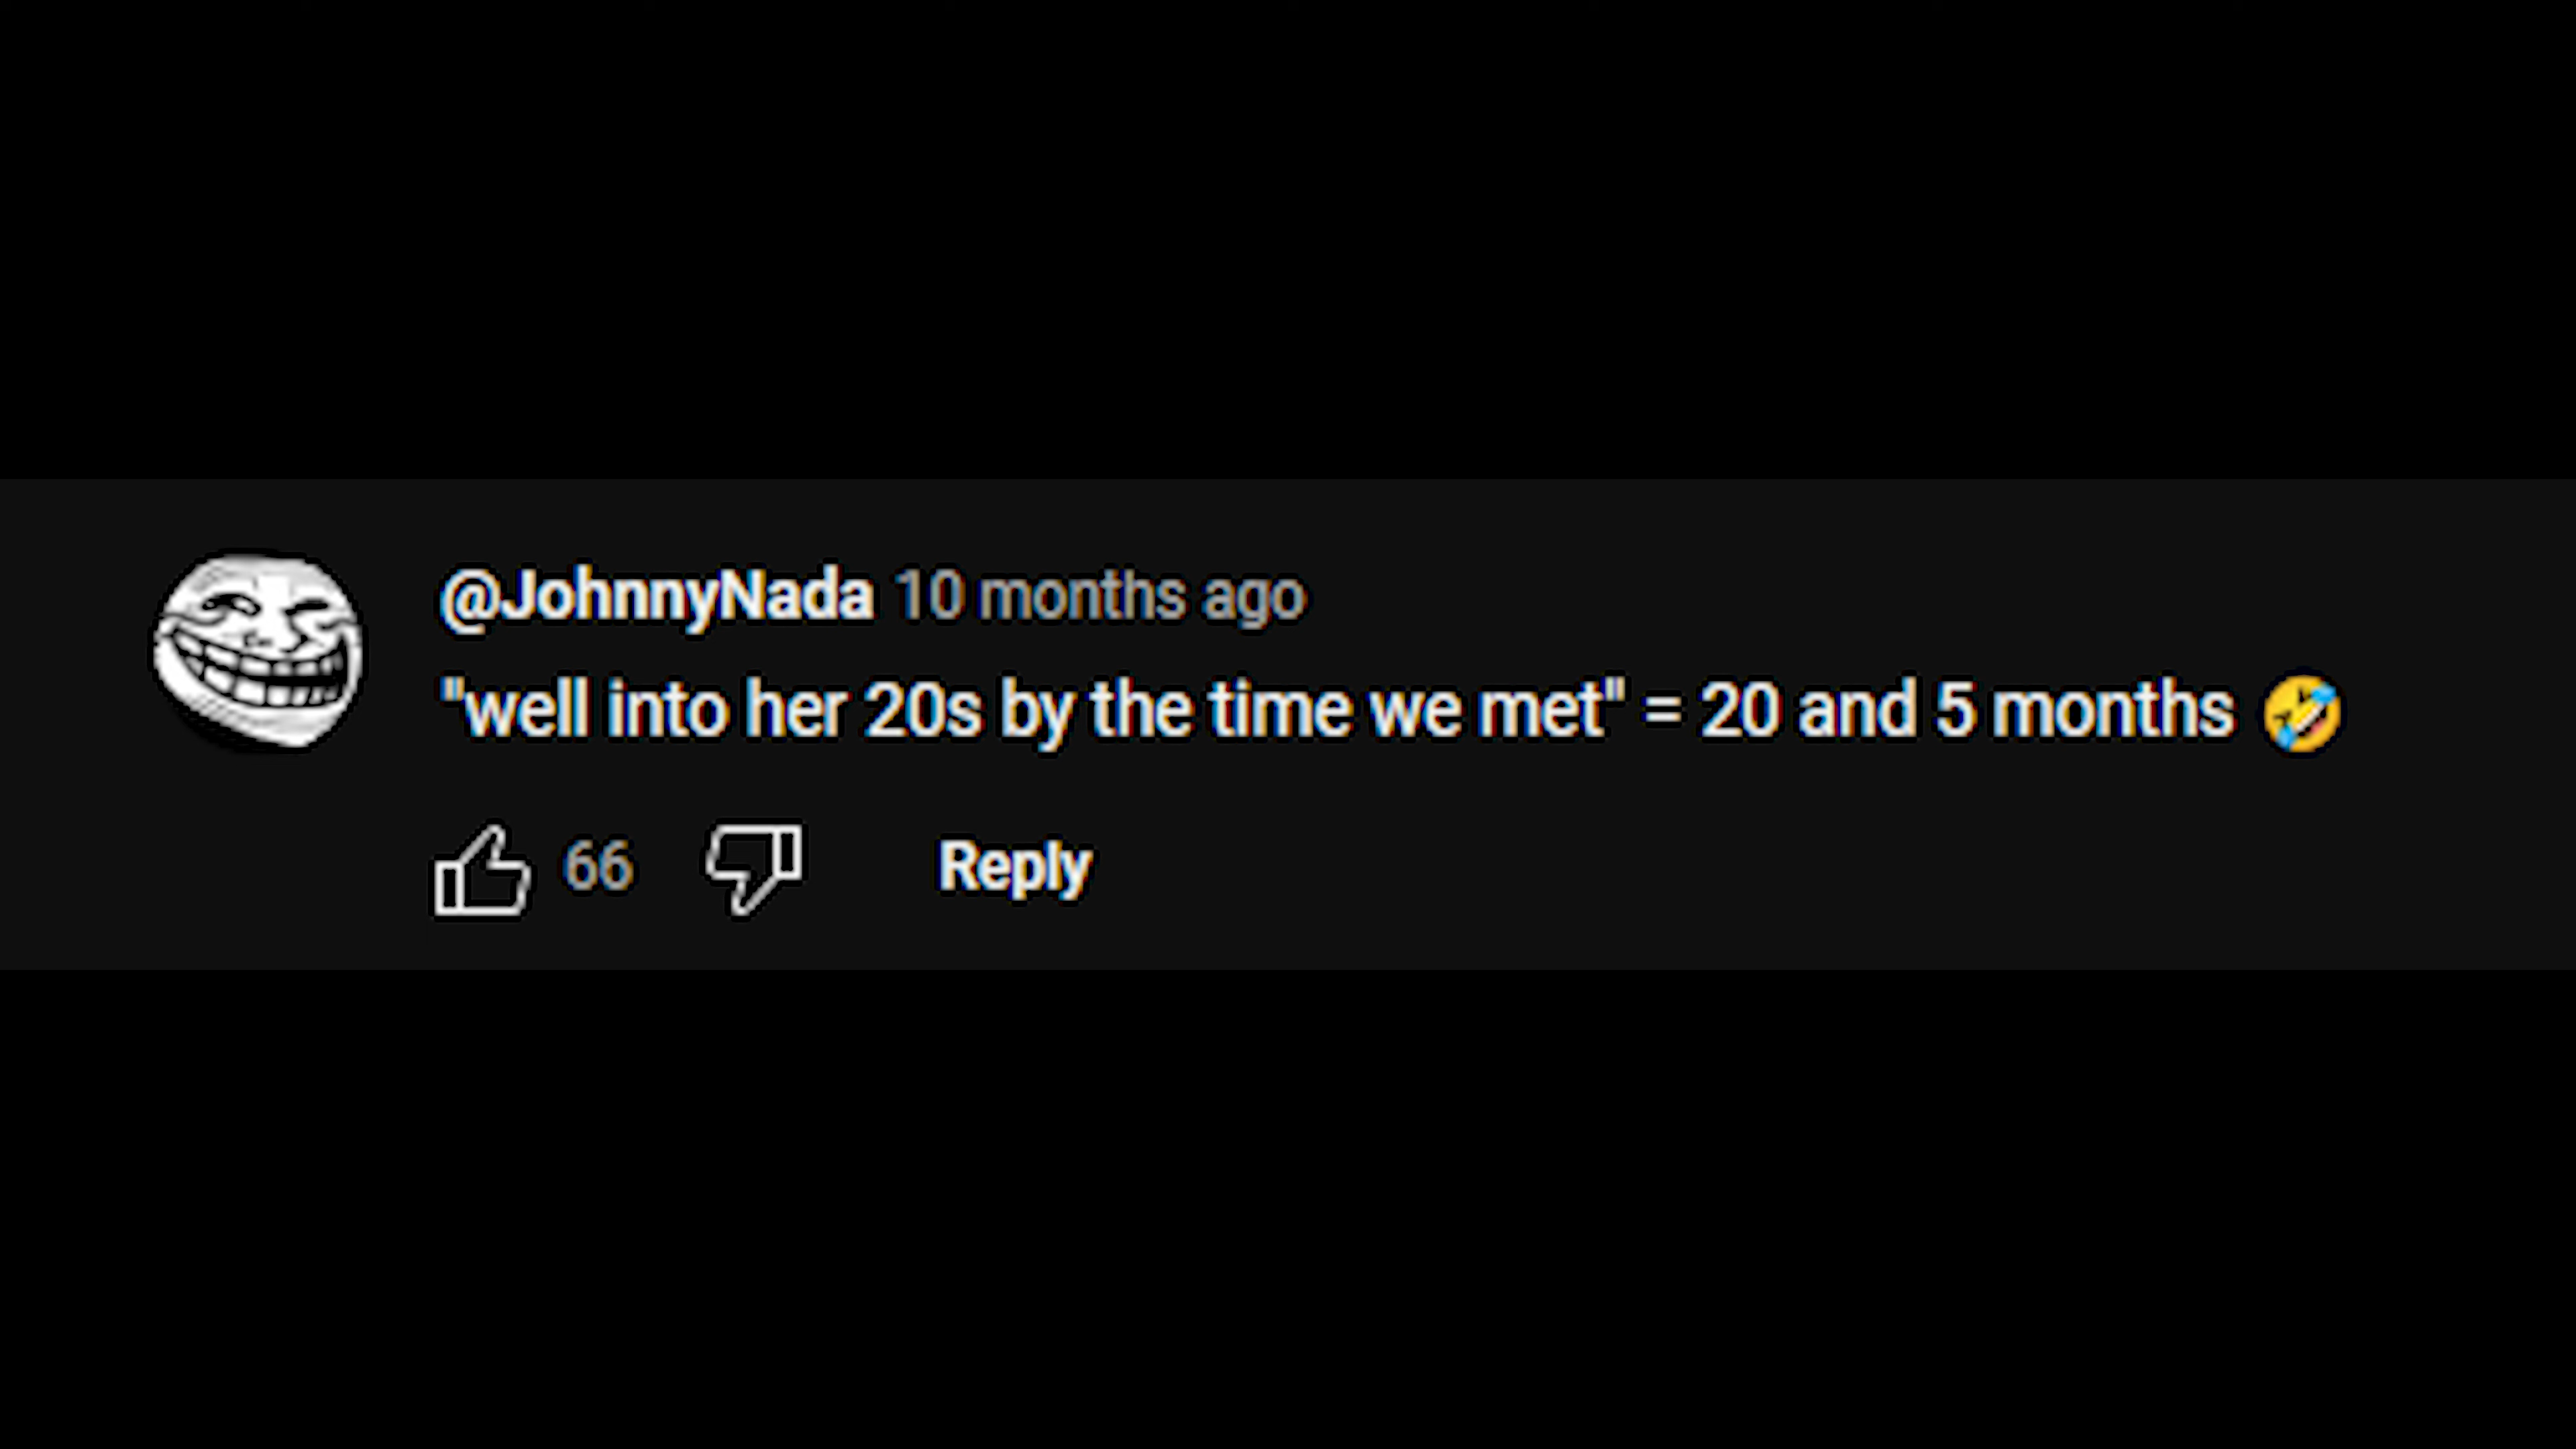 @JohnnyNada 10 months ago
"well into her 20s by the time we met" = 20 and 5 months 🤣
66 Reply